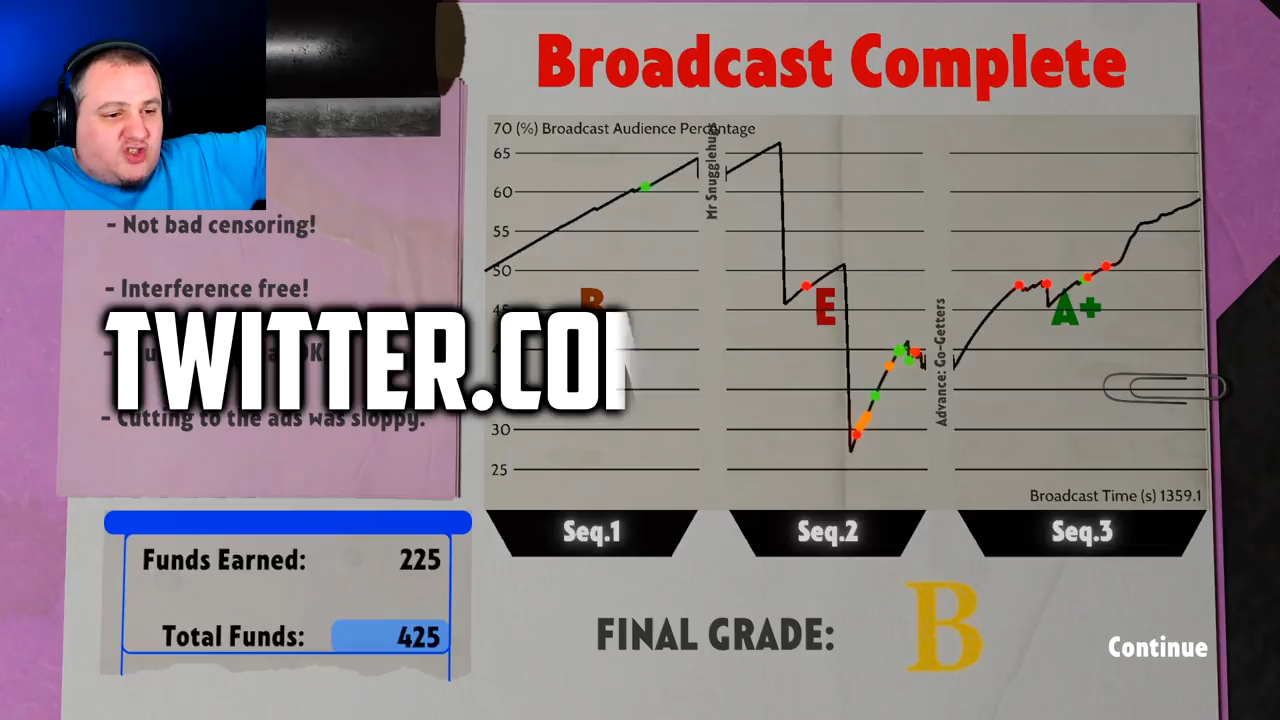 Broadcast Complete
70 (%) Broadcast Audience Percentage
65
60
55
50
30
25
Mr Snugglehugs
Advance: Go-Getters
B
E
A+
Broadcast Time (s) 1359.1
- Not bad censoring!
- Interference free!
TWITTER.CO
- Cutting to the ads was sloppy.
Seq.1
Seq.2
Seq.3
Funds Earned: 225
Total Funds: 425
FINAL GRADE: B
Continue